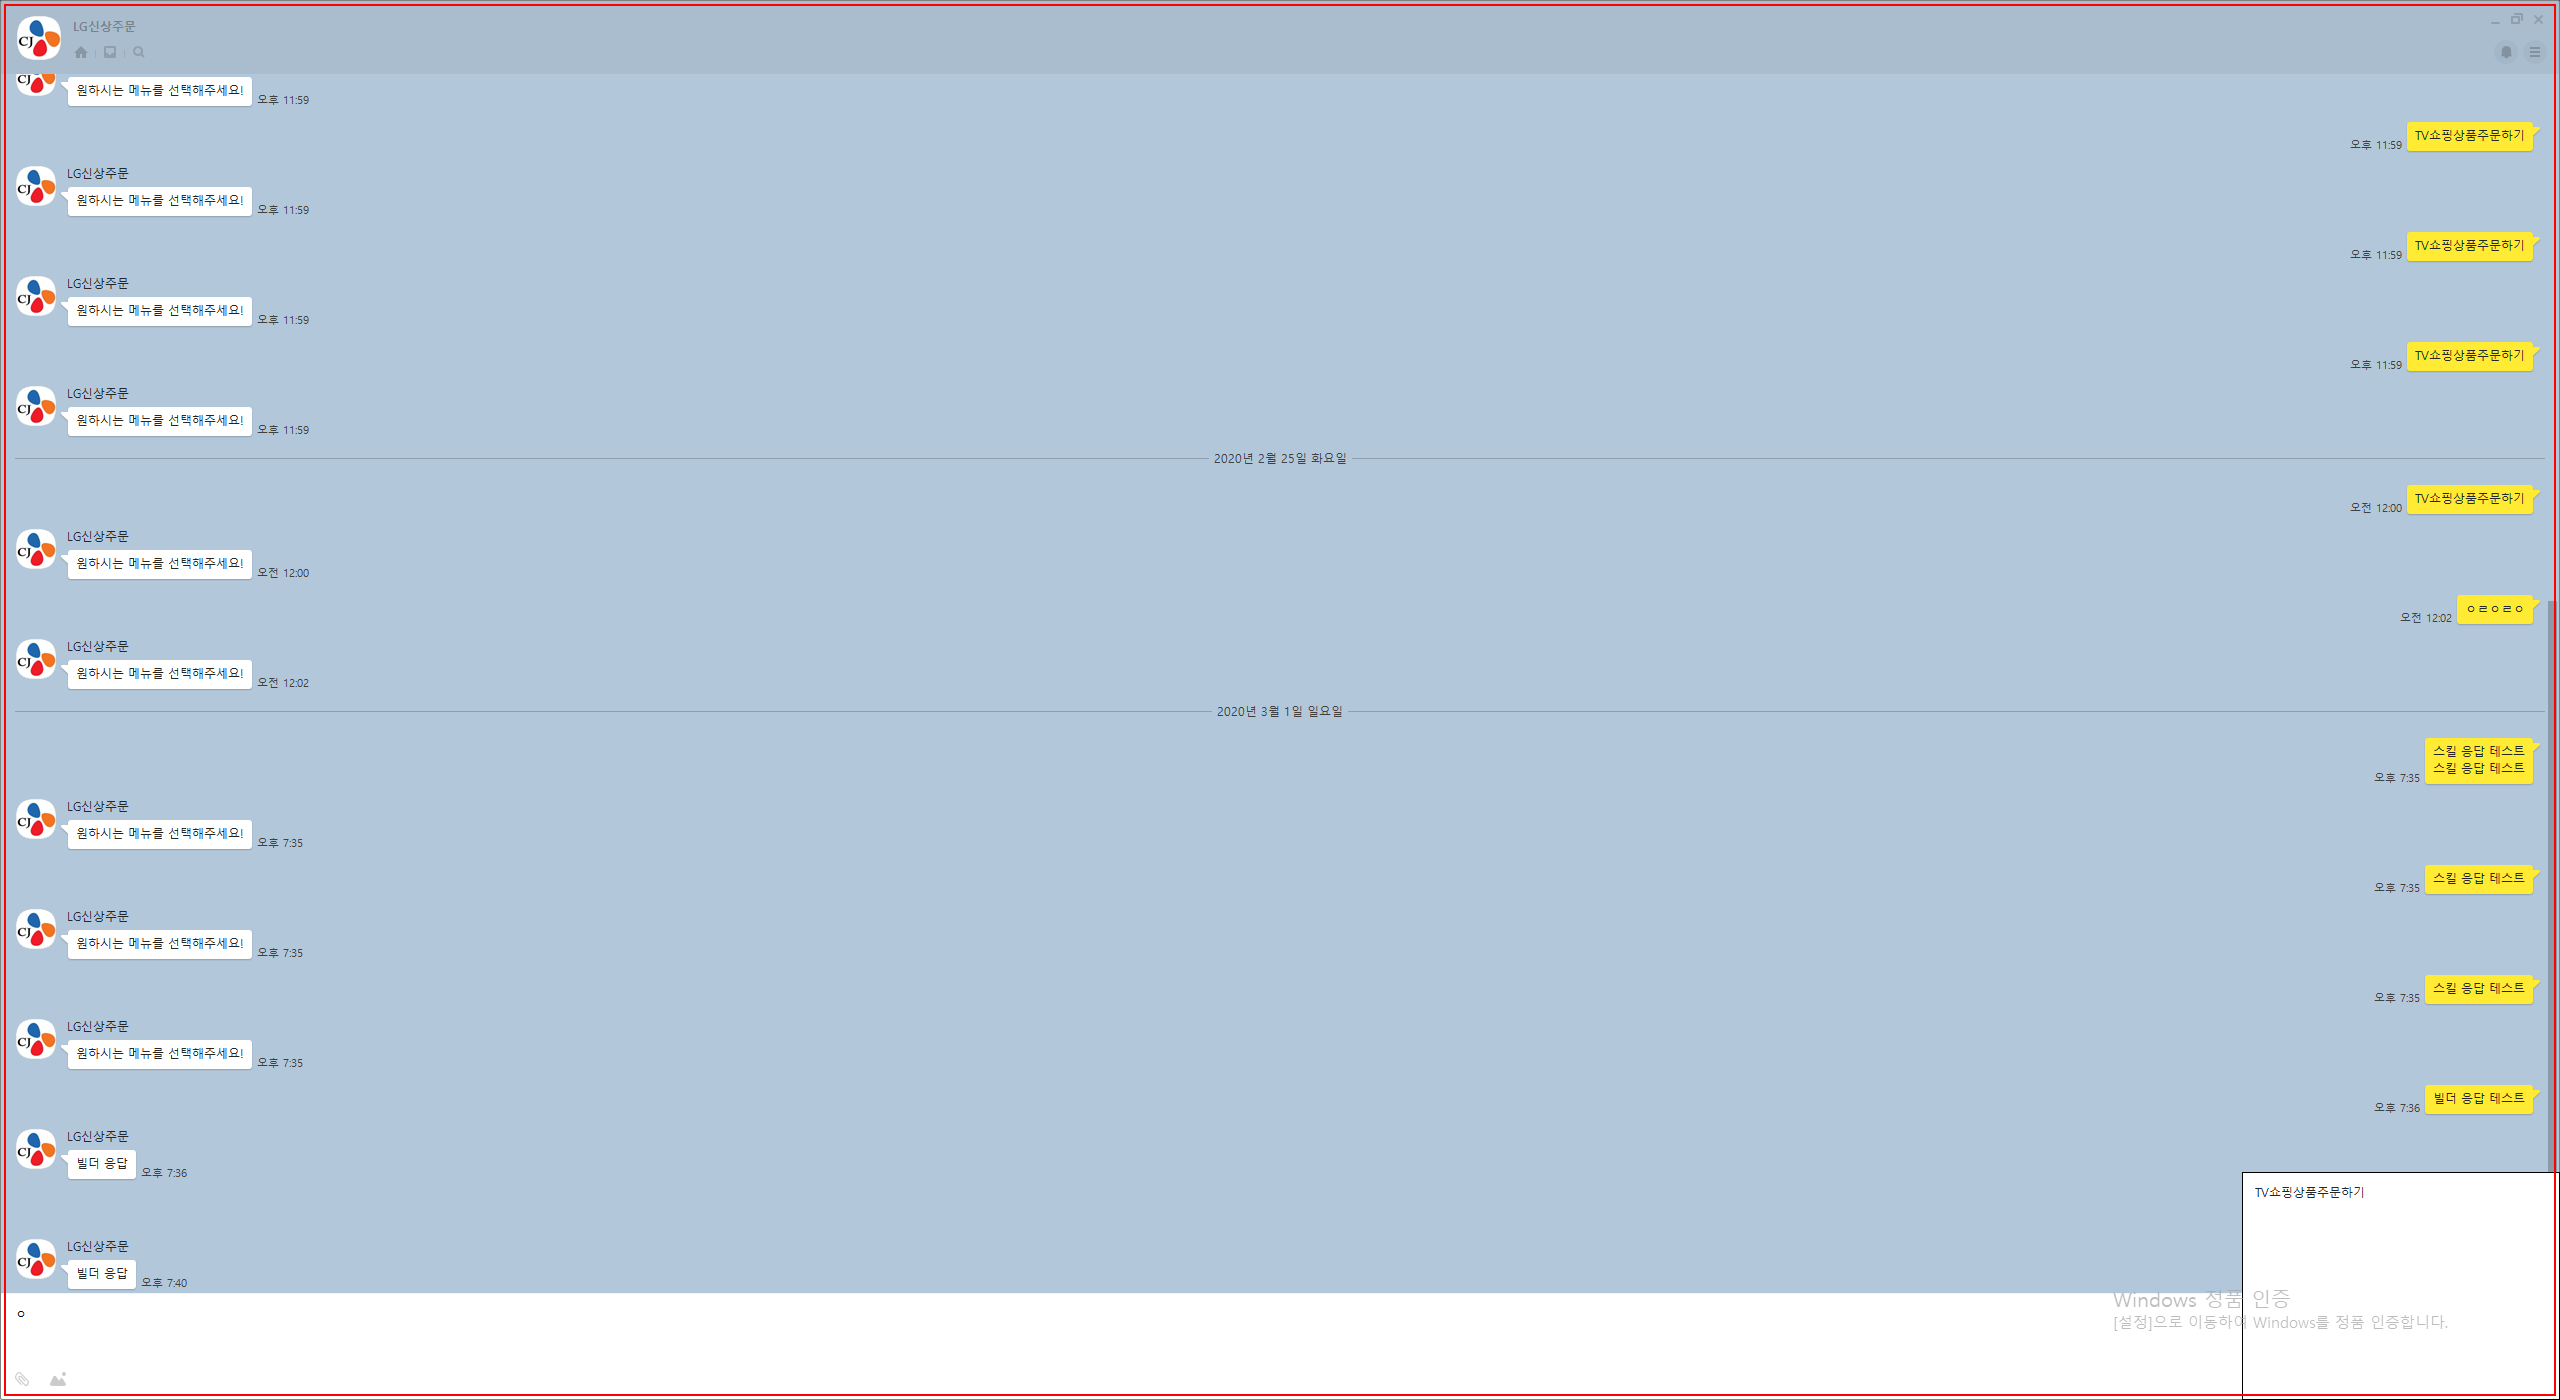 LG신상주문
CJ
원하시는 메뉴를 선택해주세요!
오후 11:59
TV쇼핑상품주문하기
오후 11:59
LG신상주문
CJ
원하시는 메뉴를 선택해주세요!
오후 11:59
TV쇼핑상품주문하기
오후 11:59
LG신상주문
CJ
원하시는 메뉴를 선택해주세요!
오후 11:59
TV쇼핑상품주문하기
오후 11:59
LG신상주문
CJ
원하시는 메뉴를 선택해주세요!
오후 11:59
2020년 2월 25일 화요일
TV쇼핑상품주문하기
오전 12:00
LG신상주문
CJ
원하시는 메뉴를 선택해주세요!
오전 12:00
ㅇㄹㅇㄹㅇ
오전 12:02
LG신상주문
CJ
원하시는 메뉴를 선택해주세요!
오전 12:02
2020년 3월 1일 일요일
스킬 응답 테스트
스킬 응답 테스트
오후 7:35
LG신상주문
CJ
원하시는 메뉴를 선택해주세요!
오후 7:35
스킬 응답 테스트
오후 7:35
LG신상주문
CJ
원하시는 메뉴를 선택해주세요!
오후 7:35
스킬 응답 테스트
오후 7:35
LG신상주문
CJ
원하시는 메뉴를 선택해주세요!
오후 7:35
빌더 응답 테스트
오후 7:36
LG신상주문
CJ
빌더 응답
오후 7:36
TV쇼핑상품주문하기
LG신상주문
CJ
빌더 응답
오후 7:40
ㅇ
Windows 정품 인증
[설정]으로 이동하여 Windows를 정품 인증합니다.